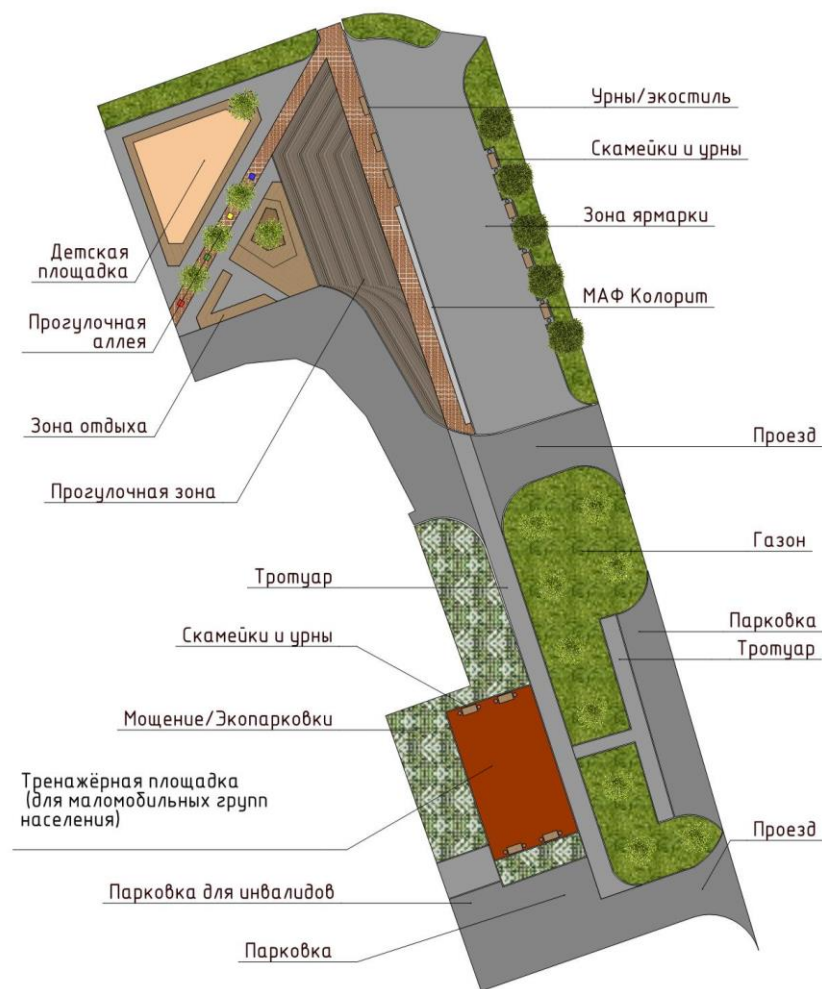 Урны/экостиль
Скамейки и урны
Зона ярмарки
Детская
площадка
МАФ Колорит
Прогулочная
аллея
Зона отдыха
Проезд
Прогулочная зона
Газон
Тротуар
Парковка
Скамейки и урны
Тротуар
Мощение/Экопарковки
Тренажёрная площадка
(для маломобильных групп
населения)
Проезд
Парковка для инвалидов
Парковка